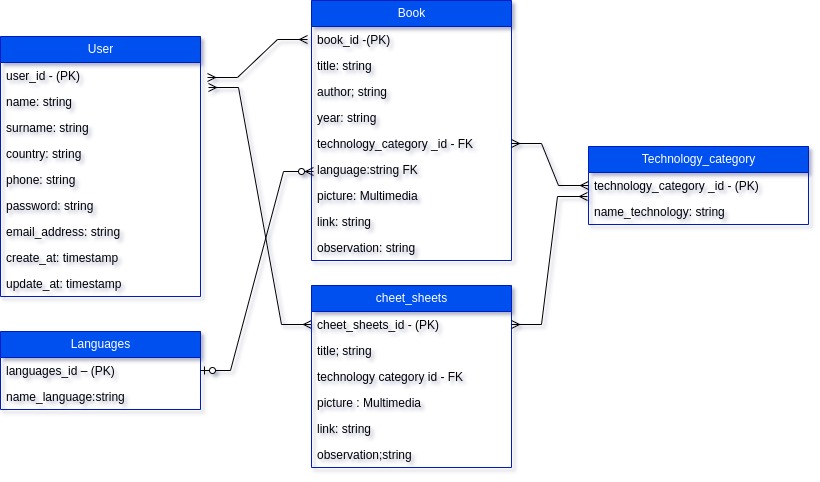 User
user_id - (PK)
name: string
surname: string
country: string
phone: string
password: string
email_address: string
create_at: timestamp
update_at: timestamp
Languages
languages_id – (PK)
name_language:string
Book
book_id -(PK)
title: string
author; string
year: string
technology_category _id - FK
language:string FK
picture: Multimedia
link: string
observation: string
cheet_sheets
cheet_sheets_id - (PK)
title; string
technology category id - FK
picture : Multimedia
link: string
observation;string
Technology_category
technology_category _id - (PK)
name_technology: string